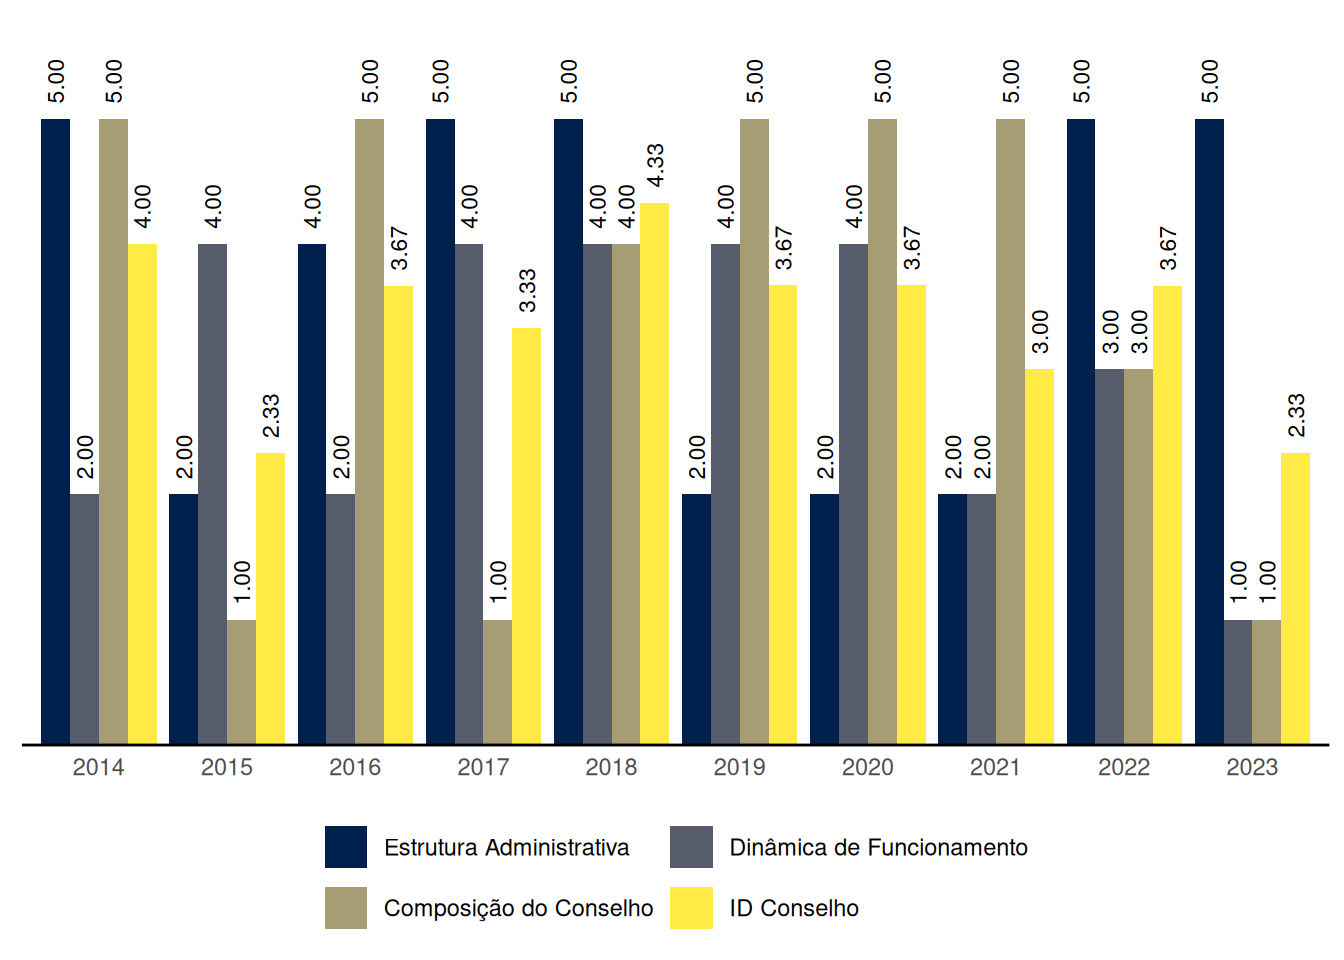 5.00 2.00 5.00 4.00
2.00 4.00 1.00 2.33
4.00 2.00 5.00 3.67
5.00 4.00 1.00 3.33
5.00 4.00 4.00 4.33
2.00 4.00 5.00 3.67
2.00 4.00 5.00 3.67
2.00 2.00 5.00 3.00
5.00 3.00 3.00 3.67
5.00 1.00 1.00 2.33
2014 2015 2016 2017 2018 2019 2020 2021 2022 2023
Estrutura Administrativa Dinâmica de Funcionamento
Composição do Conselho ID Conselho